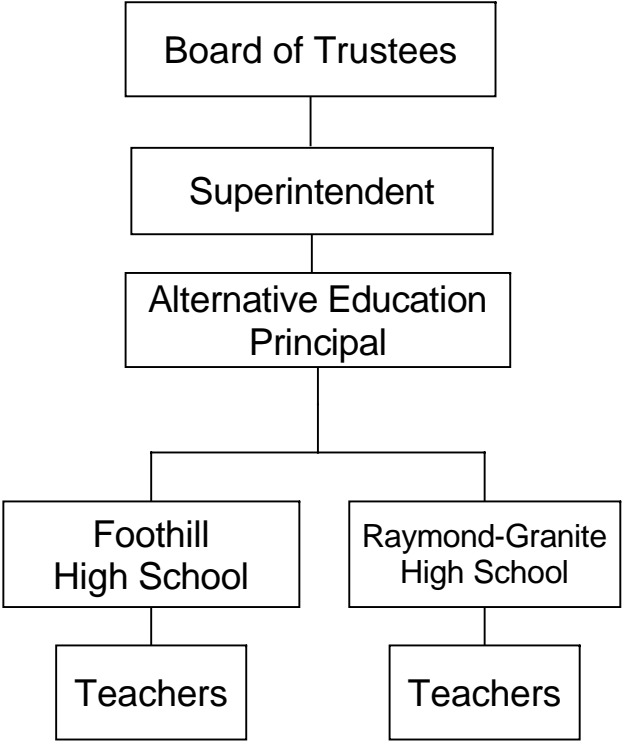 Board of Trustees
Superintendent
Alternative Education
Principal
Foothill
High School
Raymond-Granite
High School
Teachers
Teachers